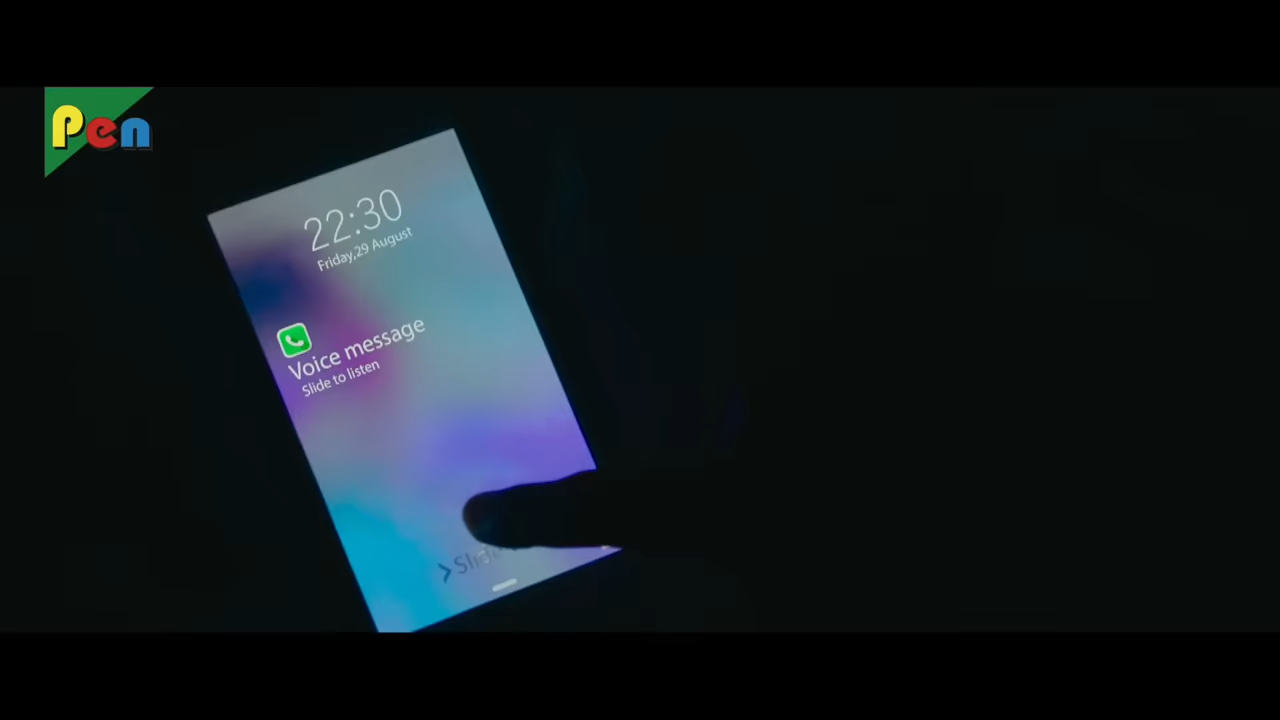 Pen
22:30
Friday,29 August
Voice message
Slide to listen